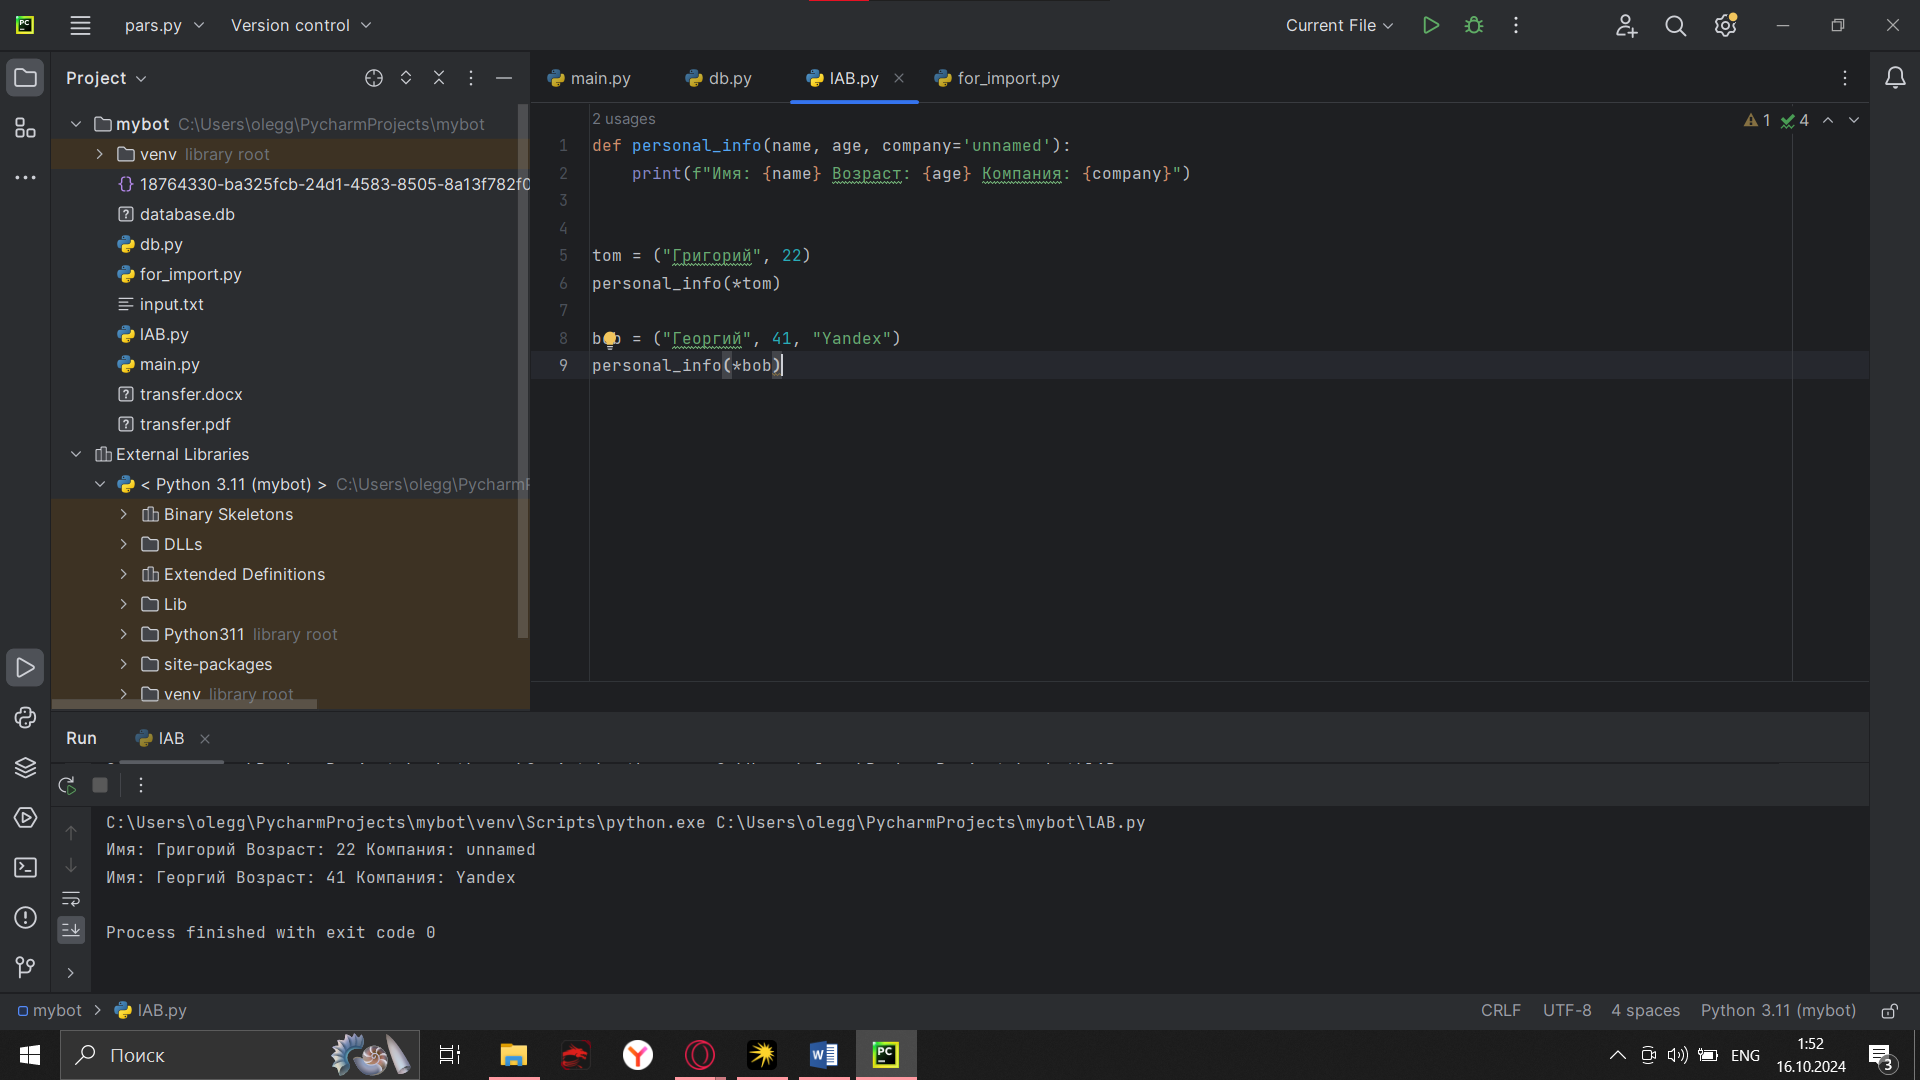 pars.py
Version control
Current File
Project
main.py
db.py
lAB.py
for_import.py
mybot C:\Users\olegg\PycharmProjects\mybot
venv library root
18764330-ba325fcb-24d1-4583-8505-8a13f782f0
database.db
db.py
for_import.py
input.txt
lAB.py
main.py
transfer.docx
transfer.pdf
External Libraries
< Python 3.11 (mybot) > C:\Users\olegg\Pycharm
Binary Skeletons
DLLs
Extended Definitions
Lib
Python311 library root
site-packages
venv library root
2 usages
1 4
1 def personal_info(name, age, company='unnamed'):
2 print(f"Имя: {name} Возраст: {age} Компания: {company}")
3
4
5 tom = ("Григорий", 22)
6 personal_info(*tom)
7
8 bob = ("Георгий", 41, "Yandex")
9 personal_info(*bob)
Run
lAB
C:\Users\olegg\PycharmProjects\mybot\venv\Scripts\python.exe C:\Users\olegg\PycharmProjects\mybot\lAB.py
Имя: Григорий Возраст: 22 Компания: unnamed
Имя: Георгий Возраст: 41 Компания: Yandex
Process finished with exit code 0
mybot > lAB.py
CRLF UTF-8 4 spaces Python 3.11 (mybot)
Поиск
ENG
1:52
16.10.2024
3